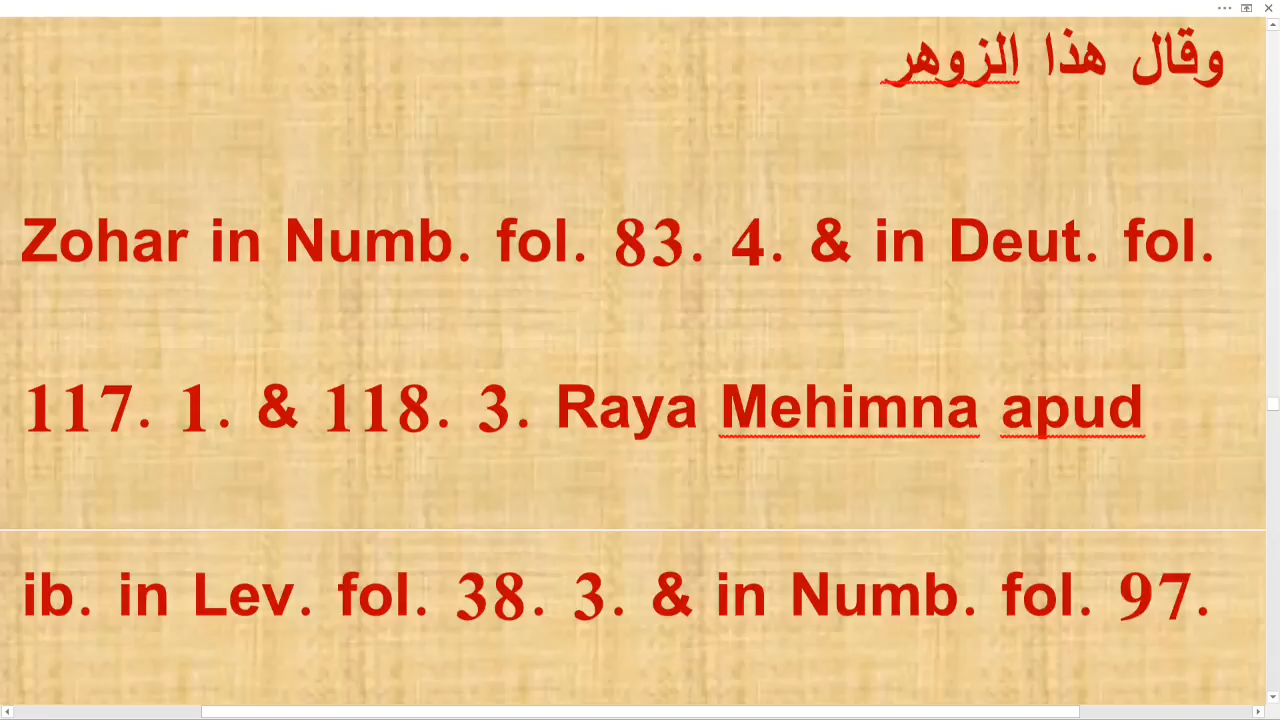 وقال هذا الزوهر
Zohar in Numb. fol. 83. 4. & in Deut. fol.
117. 1. & 118. 3. Raya Mehimna apud
ib. in Lev. fol. 38. 3. & in Numb. fol. 97.